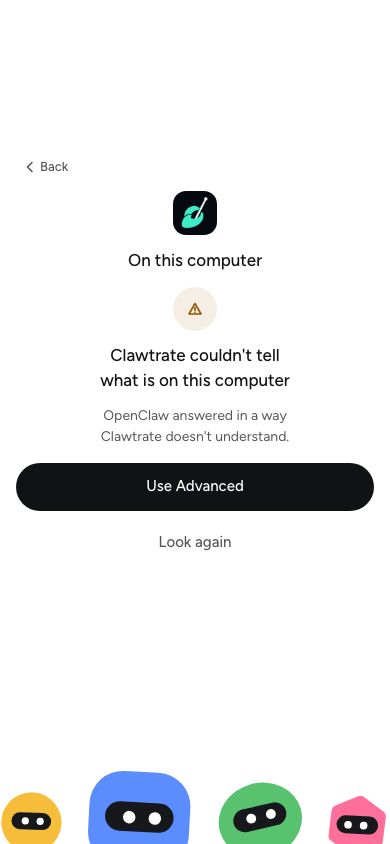 Back
On this computer
Clawtrate couldn't tell
what is on this computer
OpenClaw answered in a way
Clawtrate doesn't understand.
Use Advanced
Look again